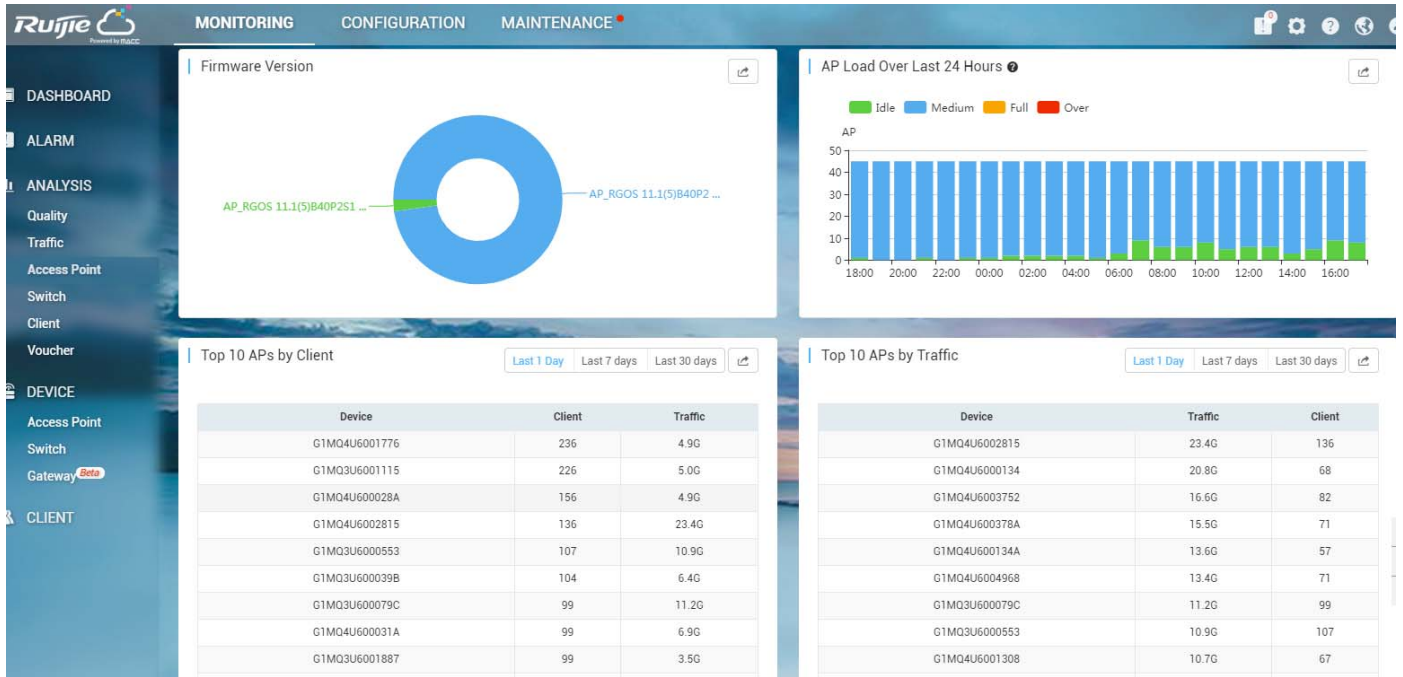 Ruijie
Powered by MACC
MONITORING
CONFIGURATION
MAINTENANCE
0
DASHBOARD
ALARM
ANALYSIS
Quality
Traffic
Access Point
Switch
Client
Voucher
DEVICE
Access Point
Switch
Gateway Beta
CLIENT
Firmware Version
AP_RGOS 11.1(5)B40P2S1 ...
AP_RGOS 11.1(5)B40P2 ...
AP Load Over Last 24 Hours
Idle Medium Full Over
AP
50
40
30
20
10
0
18:00 20:00 22:00 00:00 02:00 04:00 06:00 08:00 10:00 12:00 14:00 16:00
Top 10 APs by Client
Last 1 Day Last 7 days Last 30 days
Device Client Traffic
G1MQ4U6001776 236 4.9G
G1MQ3U6001115 226 5.0G
G1MQ4U600028A 156 4.9G
G1MQ4U6002815 136 23.4G
G1MQ3U6000553 107 10.9G
G1MQ3U600039B 104 6.4G
G1MQ3U600079C 99 11.2G
G1MQ4U600031A 99 6.9G
G1MQ3U6001887 99 3.5G
Top 10 APs by Traffic
Last 1 Day Last 7 days Last 30 days
Device Traffic Client
G1MQ4U6002815 23.4G 136
G1MQ4U6000134 20.8G 68
G1MQ4U6003752 16.6G 82
G1MQ4U600378A 15.5G 71
G1MQ4U600134A 13.6G 57
G1MQ4U6004968 13.4G 71
G1MQ3U600079C 11.2G 99
G1MQ3U6000553 10.9G 107
G1MQ4U6001308 10.7G 67